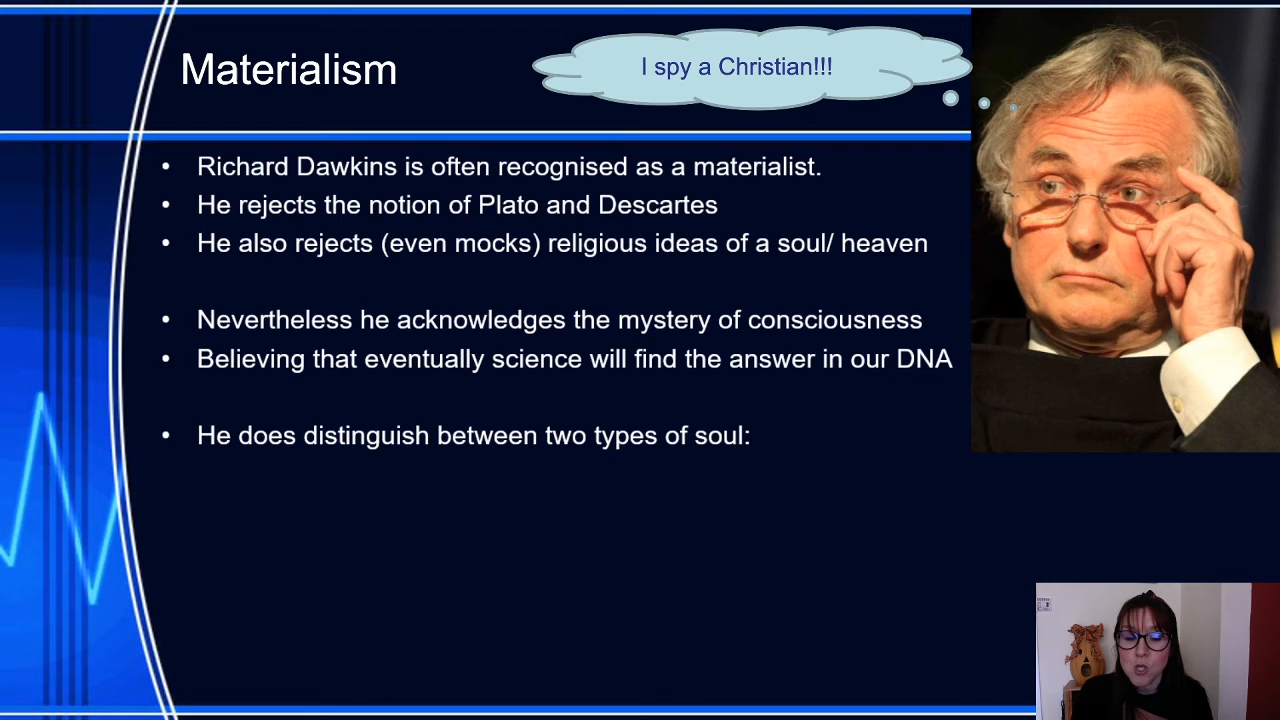 Materialism
I spy a Christian!!!
• Richard Dawkins is often recognised as a materialist.
• He rejects the notion of Plato and Descartes
• He also rejects (even mocks) religious ideas of a soul/ heaven
• Nevertheless he acknowledges the mystery of consciousness
• Believing that eventually science will find the answer in our DNA
• He does distinguish between two types of soul: